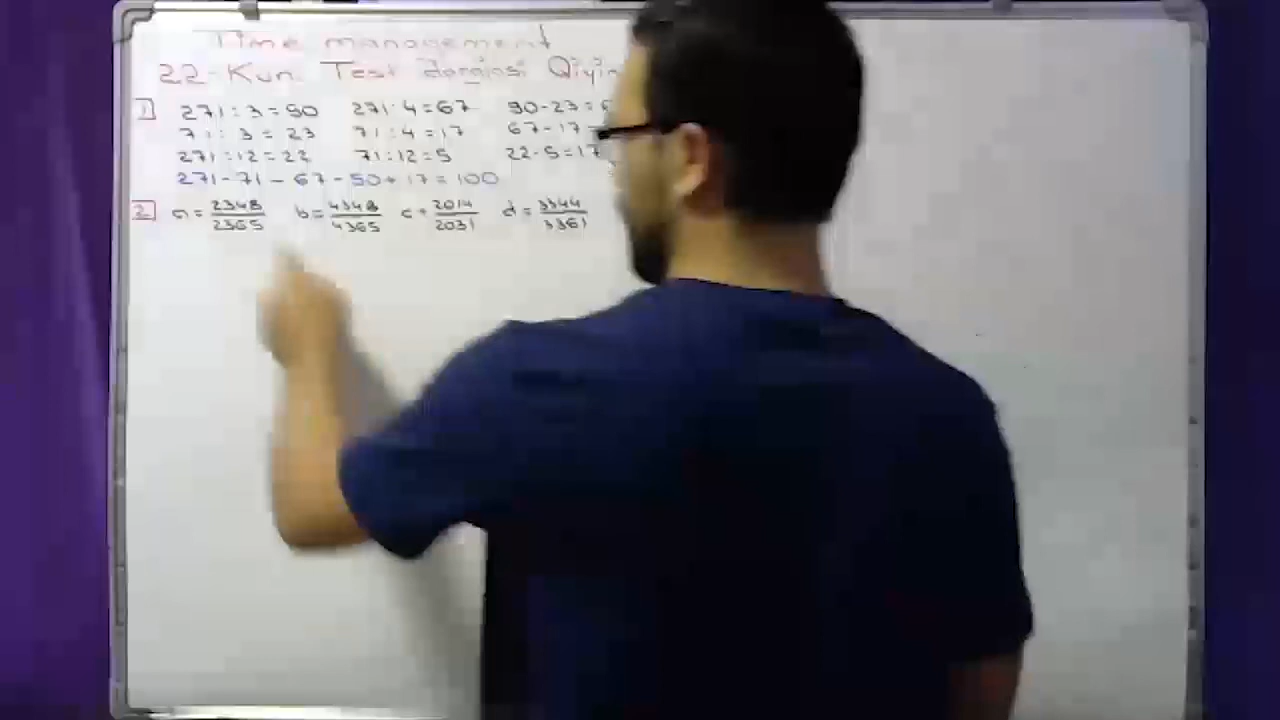 Time management
22-Kun. Test darajasi Qiyin
1 271:3=90 271:4=67 90-23=6
71:3=23 71:4=17 67-17=
271:12=22 71:12=5 22-5=17
271-71-67-50+17=100
2 a=2348/2365 b=4348/4365 c=2014/2031 d=3344/3361